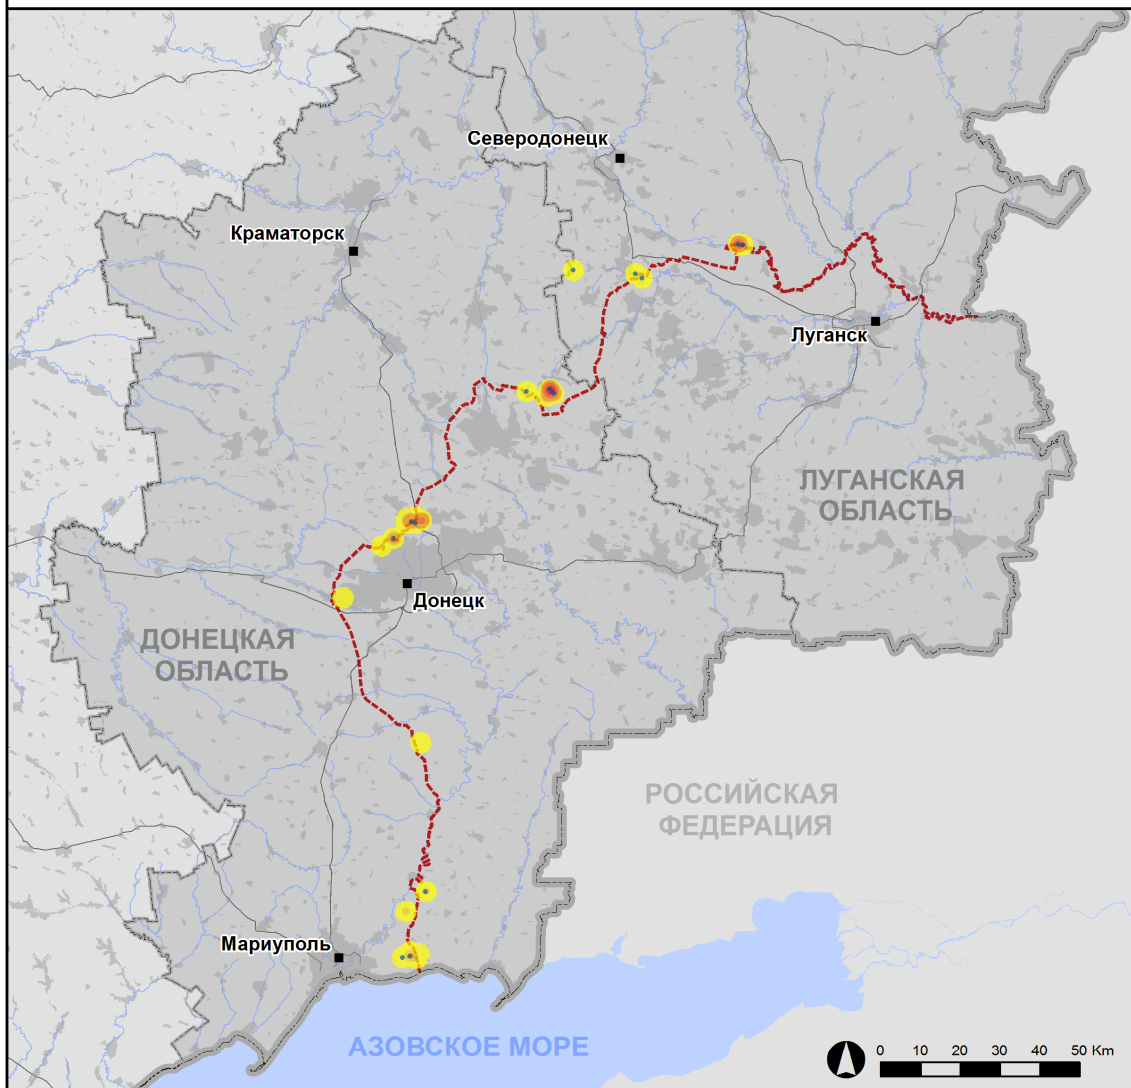 Северодонецк
Краматорск
Луганск
ЛУГАНСКАЯ
ОБЛАСТЬ
Донецк
ДОНЕЦКАЯ
ОБЛАСТЬ
РОССИЙСКАЯ
ФЕДЕРАЦИЯ
Мариуполь
АЗОВСКОЕ МОРЕ
0 10 20 30 40 50 Km